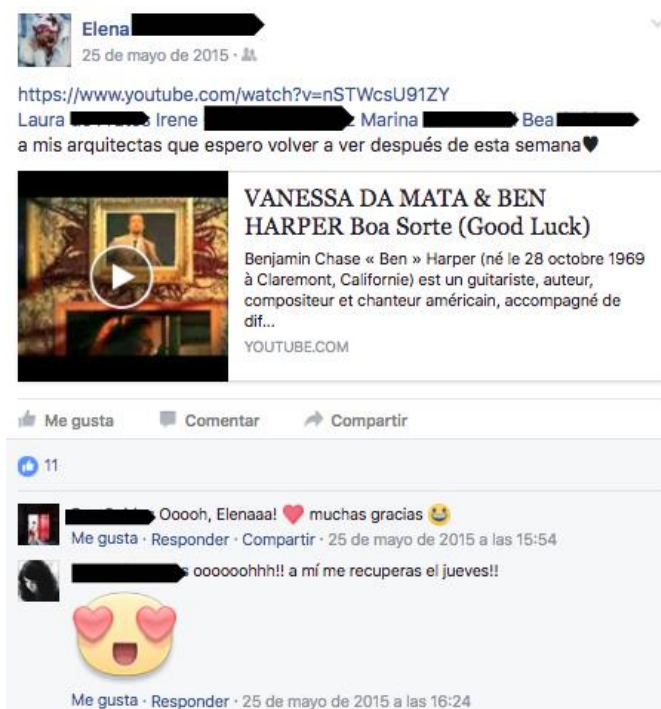 Elena
25 de mayo de 2015 ·
https://www.youtube.com/watch?v=nSTWcsU91ZY
Laura Irene Marina Bea
a mis arquitectas que espero volver a ver después de esta semana♥
VANESSA DA MATA & BEN
HARPER Boa Sorte (Good Luck)
Benjamin Chase « Ben » Harper (né le 28 octobre 1969
à Claremont, Californie) est un guitariste, auteur,
compositeur et chanteur américain, accompagné de
dif...
YOUTUBE.COM
Me gusta Comentar Compartir
11
Ooooh, Elenaaa! ❤ muchas gracias 😀
Me gusta · Responder · Compartir · 25 de mayo de 2015 a las 15:54
oooooohhh!! a mí me recuperas el jueves!!
Me gusta · Responder · 25 de mayo de 2015 a las 16:24